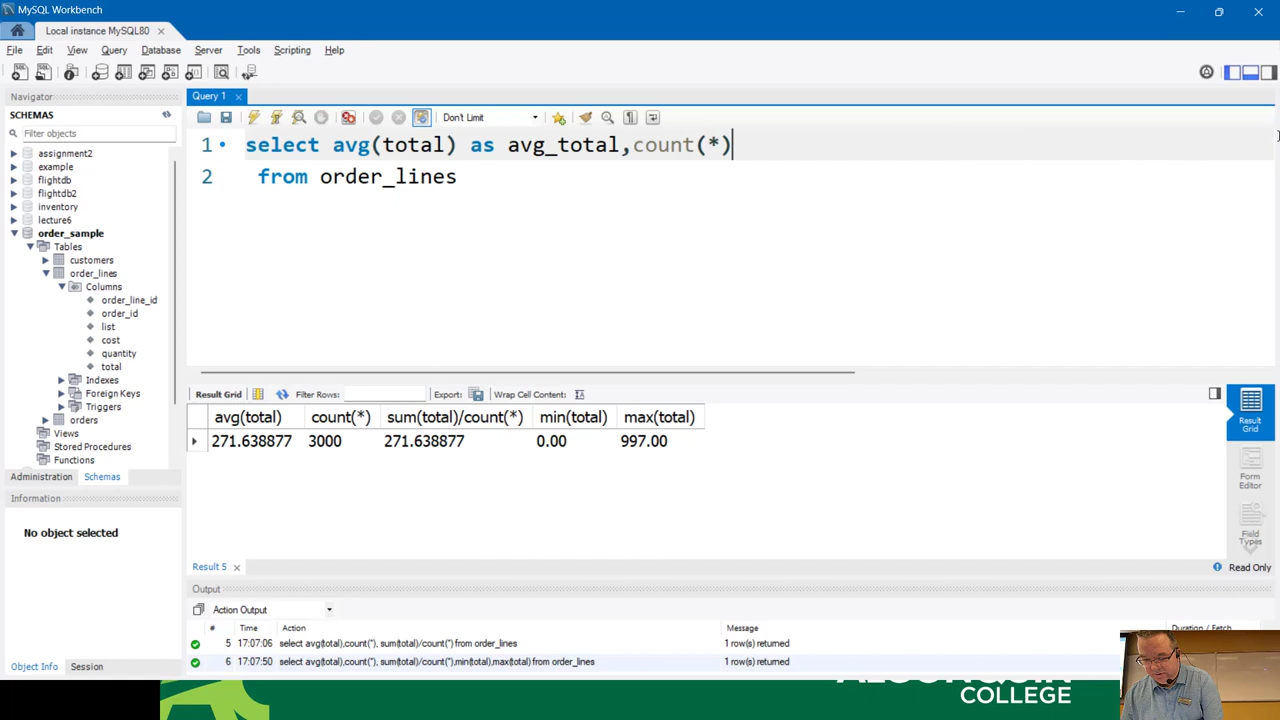 MySQL Workbench
Local instance MySQL80
File Edit View Query Database Server Tools Scripting Help
Navigator
SCHEMAS
Filter objects
assignment2
example
flightdb
flightdb2
inventory
lecture6
order_sample
Tables
customers
order_lines
Columns
order_line_id
order_id
list
cost
quantity
total
Indexes
Foreign Keys
Triggers
orders
Views
Stored Procedures
Functions
Administration Schemas
Information
No object selected
Object Info Session
Query 1
Don't Limit
1 select avg(total) as avg_total,count(*)
2 from order_lines
Result Grid Filter Rows: Export: Wrap Cell Content:
avg(total) count(*) sum(total)/count(*) min(total) max(total)
271.638877 3000 271.638877 0.00 997.00
Result Grid
Form Editor
Field Types
Result 5
Read Only
Output
Action Output
# Time Action Message Duration / Fetch
5 17:07:06 select avg(total),count(*), sum(total)/count(*) from order_lines 1 row(s) returned
6 17:07:50 select avg(total),count(*), sum(total)/count(*),min(total),max(total) from order_lines 1 row(s) returned
ALGONQUIN
COLLEGE